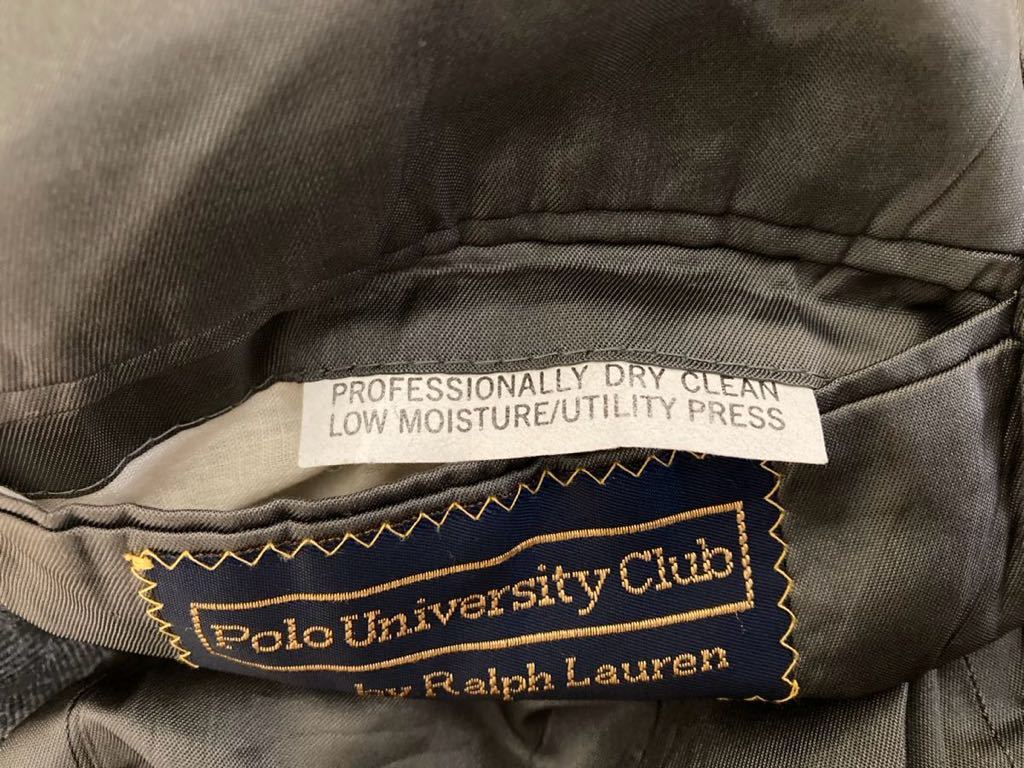 PROFESSIONALLY DRY CLEAN
LOW MOISTURE/UTILITY PRESS
Polo University Club
by Ralph Lauren